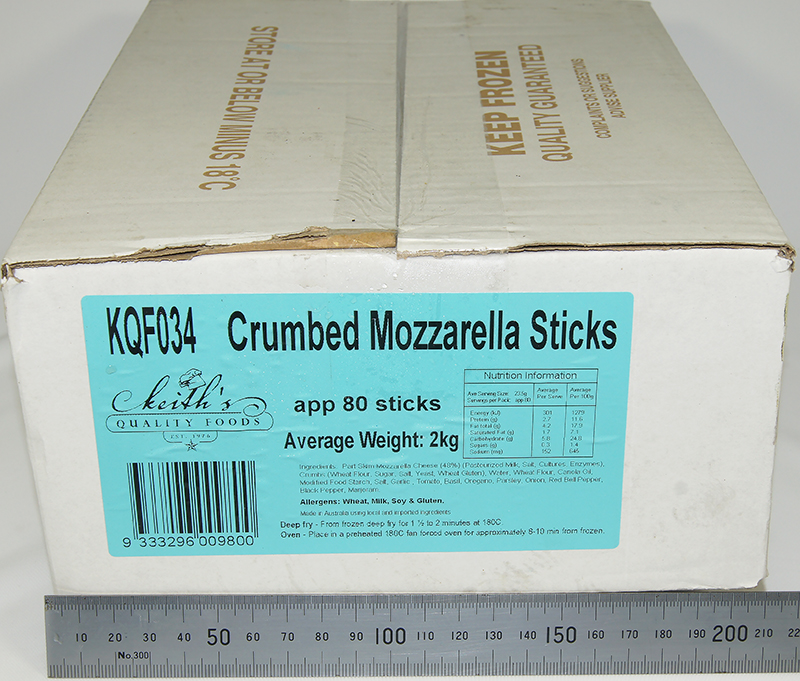 STORE AT OR BELOW MINUS 18°C
KEEP FROZEN
QUALITY GUARANTEED
COMPLAINTS OR SUGGESTIONS
ADVISE SUPPLIER
KQF034 Crumbed Mozzarella Sticks
keith's
QUALITY FOODS
EST. 1976
app 80 sticks
Average Weight: 2kg
Nutrition Information
Ave Serving Size: 23.5g Average Average
Servings per Pack: app 80 Per Serve Per 100g
Energy (kJ) 301 1279
Protein (g) 2.7 11.6
Fat total (g) 4.2 17.9
Saturated Fat (g) 1.7 7.3
Carbohydrate (g) 5.8 24.8
Sugars (g) 0.3 1.4
Sodium (mg) 152 645
Ingredients: Part Skim Mozzarella Cheese (48%) (Pasteurized Milk, Salt, Cultures, Enzymes),
Crumbs (Wheat Flour, Sugar, Salt, Yeast, Wheat Gluten), Water, Wheat Flour, Canola Oil,
Modified Food Starch, Salt, Garlic, Tomato, Basil, Oregano, Parsley, Onion, Red Bell Pepper,
Black Pepper, Marjoram.
Allergens: Wheat, Milk, Soy & Gluten.
Made in Australia using local and imported ingredients
Deep fry - From frozen deep fry for 1 ½ to 2 minutes at 180C
Oven - Place in a preheated 180C fan forced oven for approximately 8-10 min from frozen.
9 333296 009800
10 20 30 40 50 60 70 80 90 100 110 120 130 140 150 160 170 180 190 200 210 22
No.300